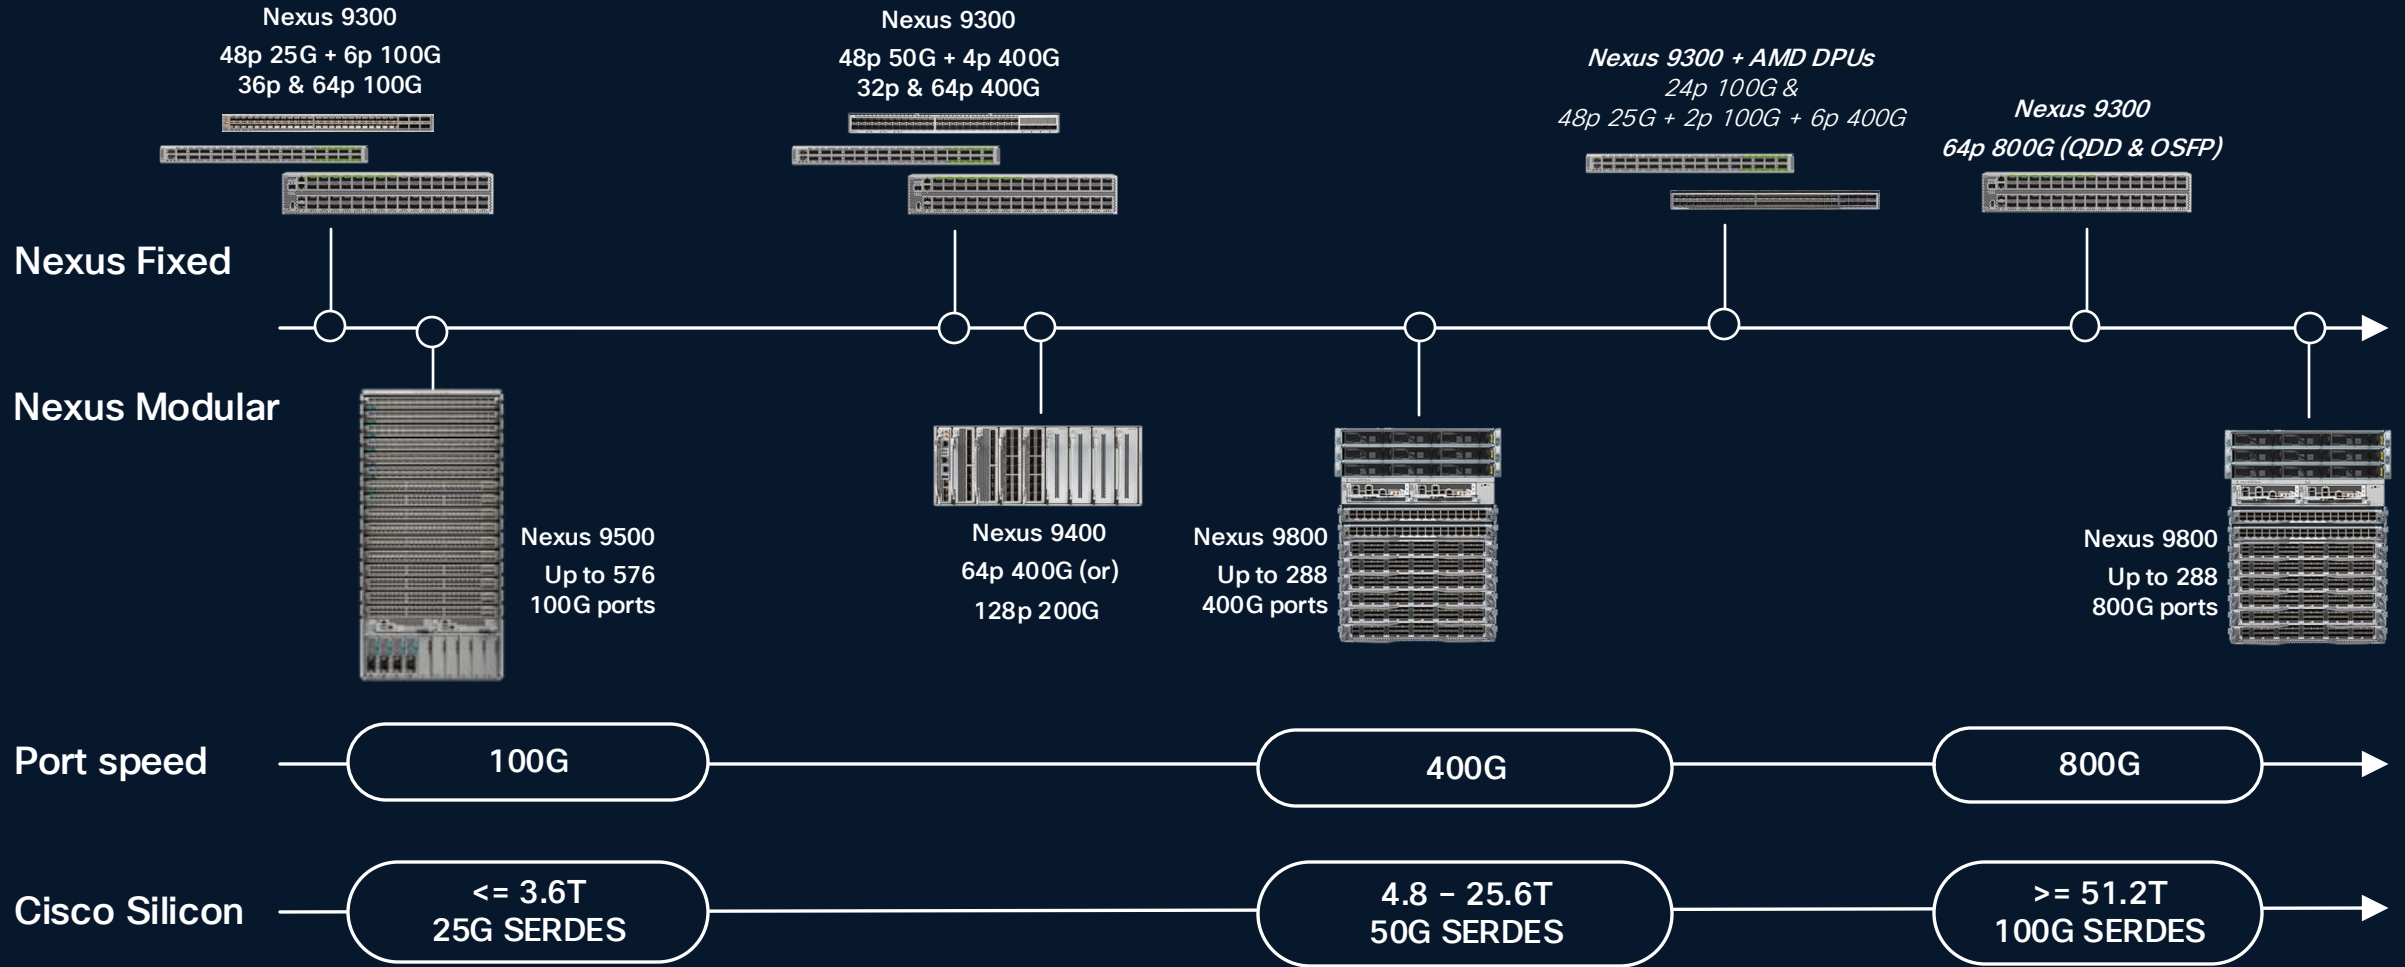 Nexus 9300
48p 25G + 6p 100G
36p & 64p 100G
Nexus 9300
48p 50G + 4p 400G
32p & 64p 400G
Nexus 9300 + AMD DPUs
24p 100G &
48p 25G + 2p 100G + 6p 400G
Nexus 9300
64p 800G (QDD & OSFP)
Nexus Fixed
Nexus Modular
Nexus 9500
Up to 576
100G ports
Nexus 9400
64p 400G (or)
128p 200G
Nexus 9800
Up to 288
400G ports
Nexus 9800
Up to 288
800G ports
Port speed
100G
400G
800G
Cisco Silicon
<= 3.6T
25G SERDES
4.8 – 25.6T
50G SERDES
>= 51.2T
100G SERDES